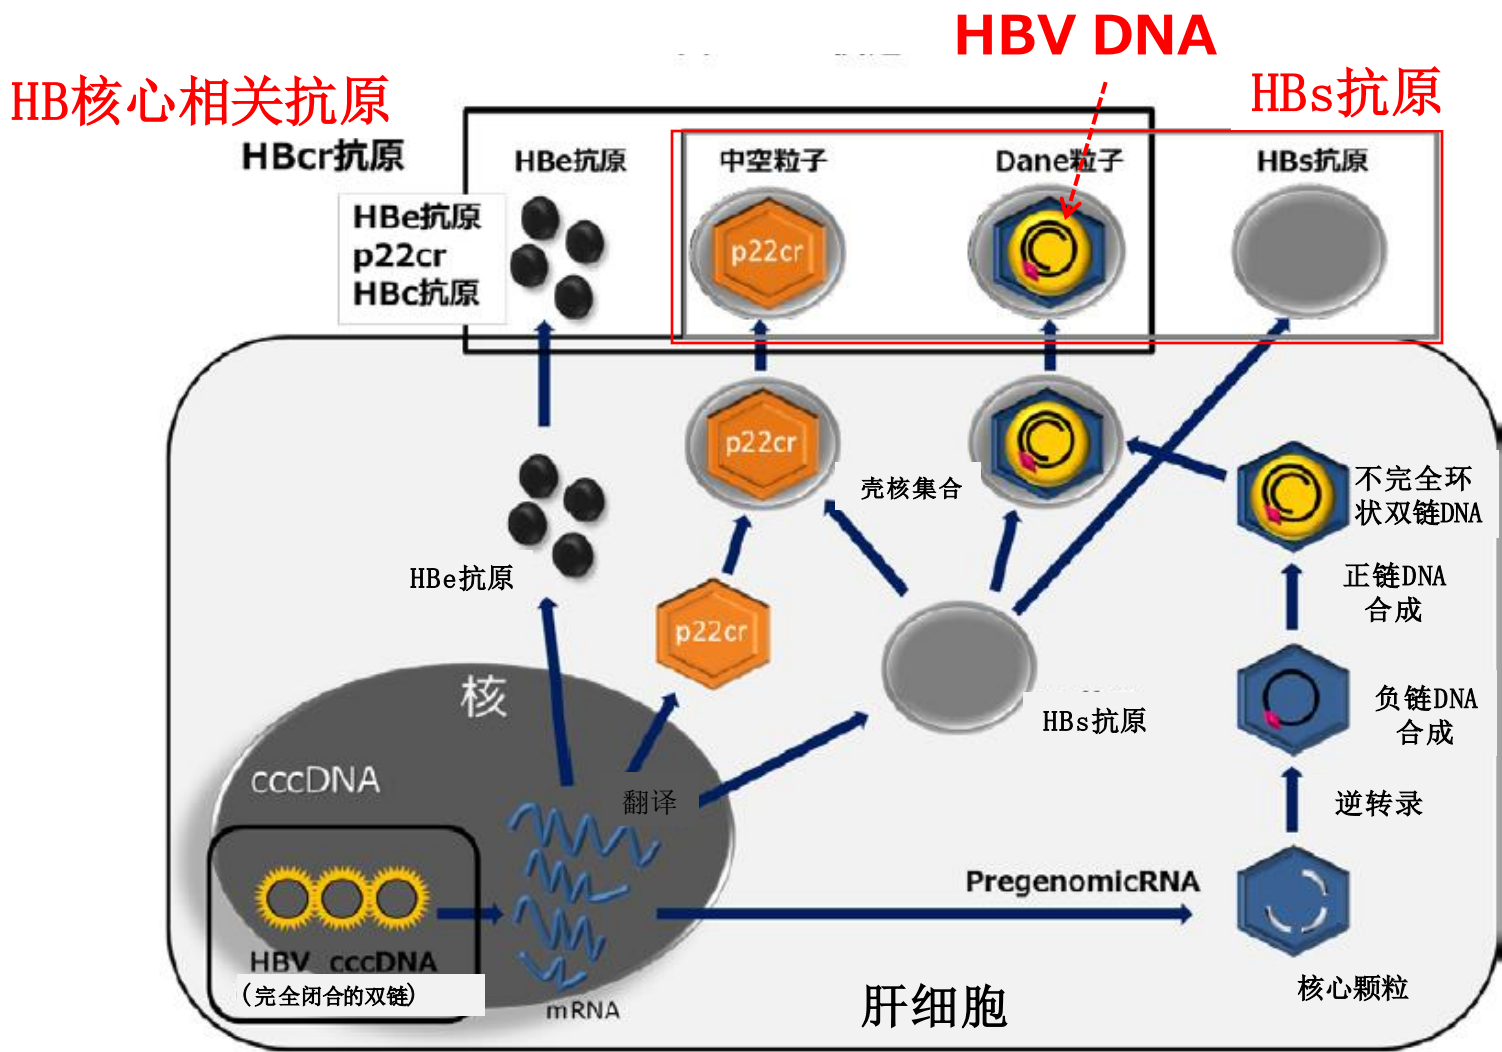 HBV DNA
HB核心相关抗原
HBs抗原
HBcr抗原
HBe抗原
中空粒子
Dane粒子
HBs抗原
HBe抗原
p22cr
HBc抗原
p22cr
p22cr
壳核集合
不完全环
状双链DNA
HBe抗原
正链DNA
合成
p22cr
核
HBs抗原
负链DNA
合成
cccDNA
翻译
逆转录
PregenomicRNA
HBV cccDNA
(完全闭合的双链)
mRNA
肝细胞
核心颗粒